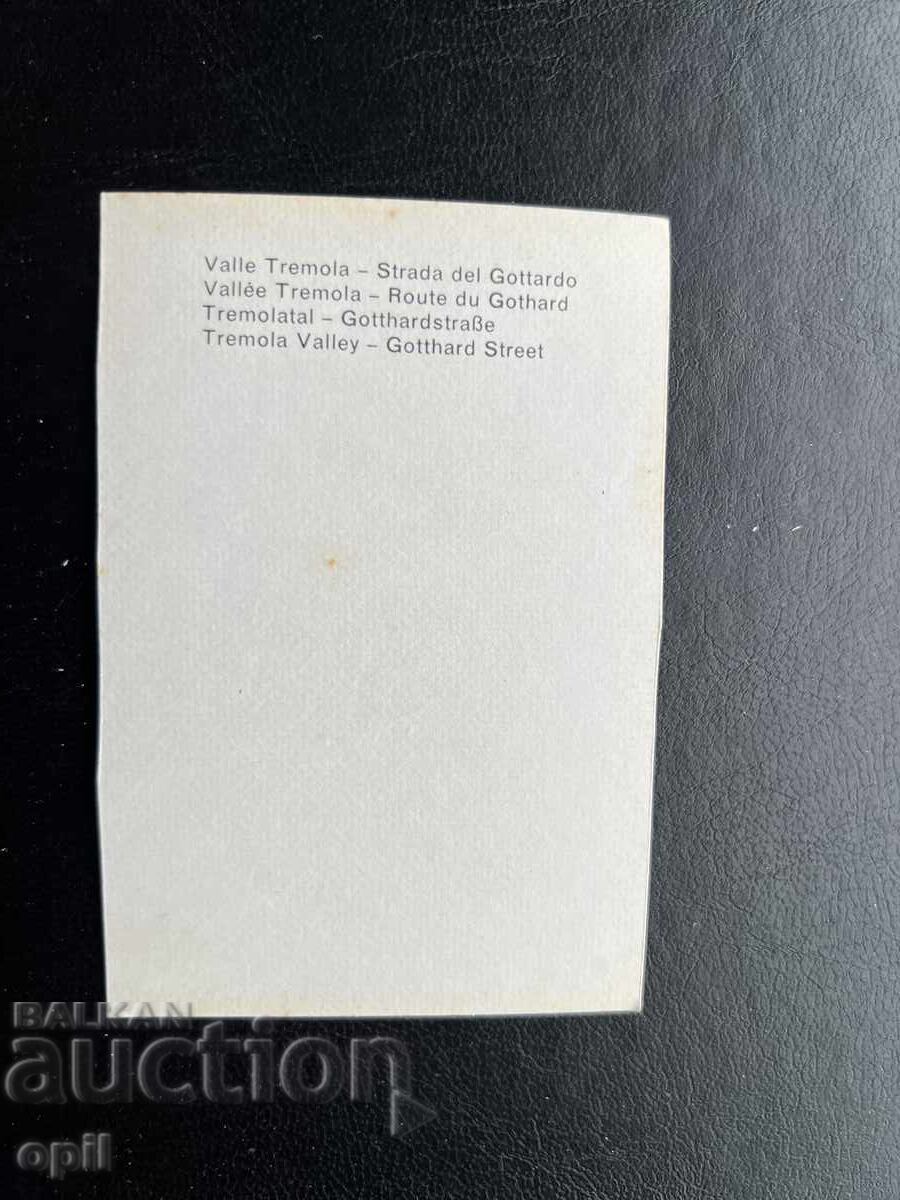 Valle Tremola – Strada del Gottardo
Vallée Tremola – Route du Gothard
Tremolatal – Gotthardstraße
Tremola Valley – Gotthard Street
BALKAN
auction
opil